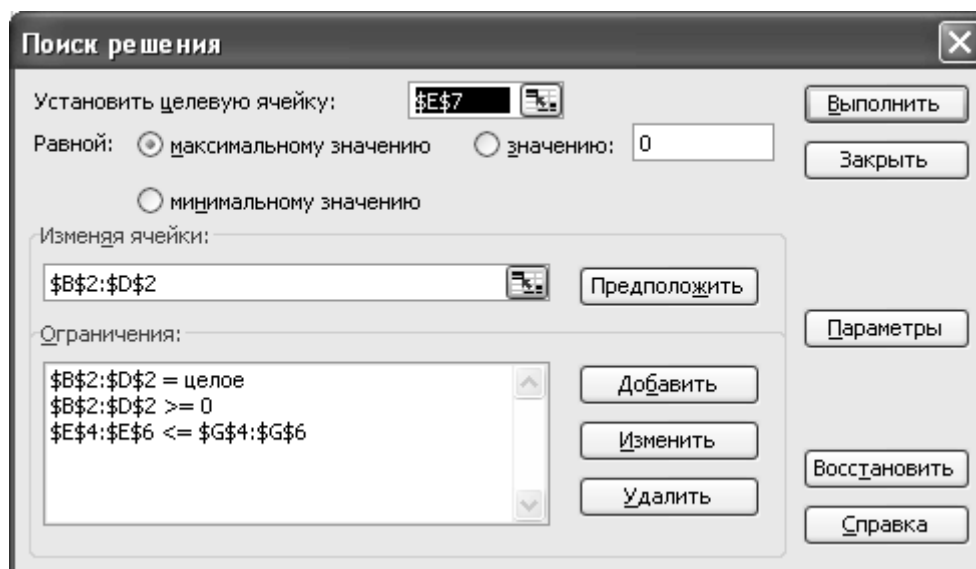 Поиск решения
Установить целевую ячейку: $E$7
Выполнить
Равной: максимальному значению значению: 0
Закрыть
минимальному значению
Изменяя ячейки:
$B$2:$D$2
Предположить
Ограничения:
Параметры
$B$2:$D$2 = целое
$B$2:$D$2 >= 0
$E$4:$E$6 <= $G$4:$G$6
Добавить
Изменить
Удалить
Восстановить
Справка